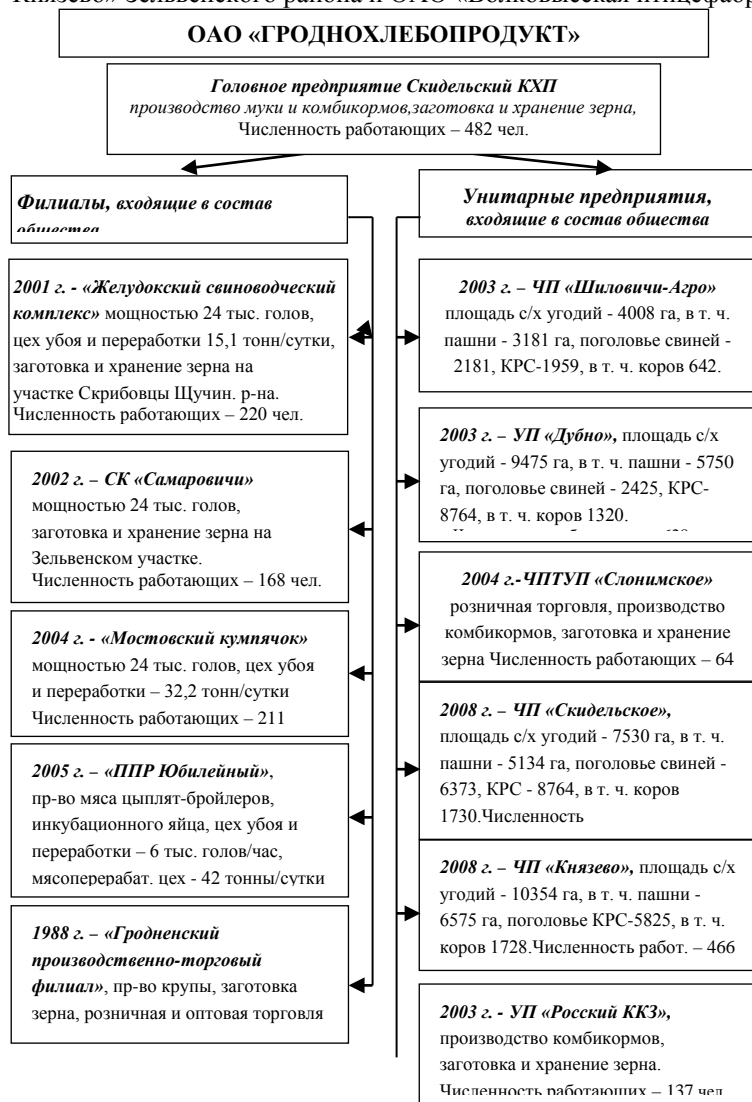 Князево» Зельвенского района и ОАО «Волковысская птицефабр
ОАО «ГРОДНОХЛЕБОПРОДУКТ»
Головное предприятие Скидельский КХП
производство муки и комбикормов,заготовка и хранение зерна,
Численность работающих – 482 чел.
Филиалы, входящие в состав
общества
2001 г. - «Желудокский свиноводческий
комплекс» мощностью 24 тыс. голов,
цех убоя и переработки 15,1 тонн/сутки,
заготовка и хранение зерна на
участке Скрибовцы Щучин. р-на.
Численность работающих – 220 чел.
2002 г. – СК «Самаровичи»
мощностью 24 тыс. голов,
заготовка и хранение зерна на
Зельвенском участке.
Численность работающих – 168 чел.
2004 г. - «Мостовский кумпячок»
мощностью 24 тыс. голов, цех убоя
и переработки – 32,2 тонн/сутки
Численность работающих – 211
2005 г. – «ППР Юбилейный»,
пр-во мяса цыплят-бройлеров,
инкубационного яйца, цех убоя и
переработки – 6 тыс. голов/час,
мясоперерабат. цех - 42 тонны/сутки
1988 г. – «Гродненский
производственно-торговый
филиал», пр-во крупы, заготовка
зерна, розничная и оптовая торговля
Унитарные предприятия,
входящие в состав общества
2003 г. – ЧП «Шиловичи-Агро»
площадь с/х угодий - 4008 га, в т. ч.
пашни - 3181 га, поголовье свиней -
2181, КРС-1959, в т. ч. коров 642.
2003 г. – УП «Дубно», площадь с/х
угодий - 9475 га, в т. ч. пашни - 5750
га, поголовье свиней - 2425, КРС-
8764, в т. ч. коров 1320.
2004 г.-ЧПТУП «Слонимское»
розничная торговля, производство
комбикормов, заготовка и хранение
зерна Численность работающих – 64
2008 г. – ЧП «Скидельское»,
площадь с/х угодий - 7530 га, в т. ч.
пашни - 5134 га, поголовье свиней -
6373, КРС - 8764, в т. ч. коров
1730.Численность
2008 г. – ЧП «Князево», площадь с/х
угодий - 10354 га, в т. ч. пашни -
6575 га, поголовье КРС-5825, в т. ч.
коров 1728.Численность работ. – 466
2003 г. - УП «Росский ККЗ»,
производство комбикормов,
заготовка и хранение зерна.
Численность работающих – 137 чел